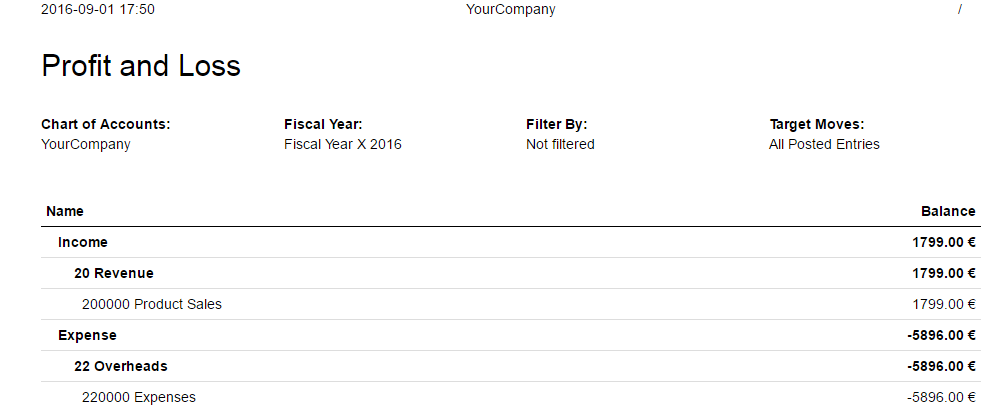 2016-09-01 17:50 YourCompany /
Profit and Loss
Chart of Accounts: Fiscal Year: Filter By: Target Moves:
YourCompany Fiscal Year X 2016 Not filtered All Posted Entries
Name Balance
Income 1799.00 €
20 Revenue 1799.00 €
200000 Product Sales 1799.00 €
Expense -5896.00 €
22 Overheads -5896.00 €
220000 Expenses -5896.00 €